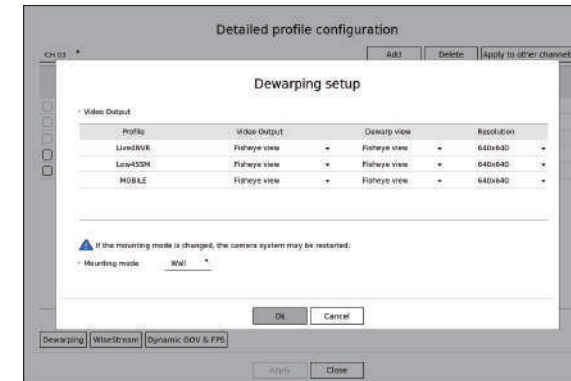 Detailed profile configuration
CH 03
Add Delete Apply to other channels
Dewarping setup
Video Output
Profile Video Output Dewarp view Resolution
Live4NVR Fisheye view Fisheye view 640x640
Low4SSM Fisheye view Fisheye view 640x640
MOBILE Fisheye view Fisheye view 640x640
If the mounting mode is changed, the camera system may be restarted.
Mounting mode Wall
Ok Cancel
Dewarping WiseStream Dynamic GOV & FPS
Apply Close